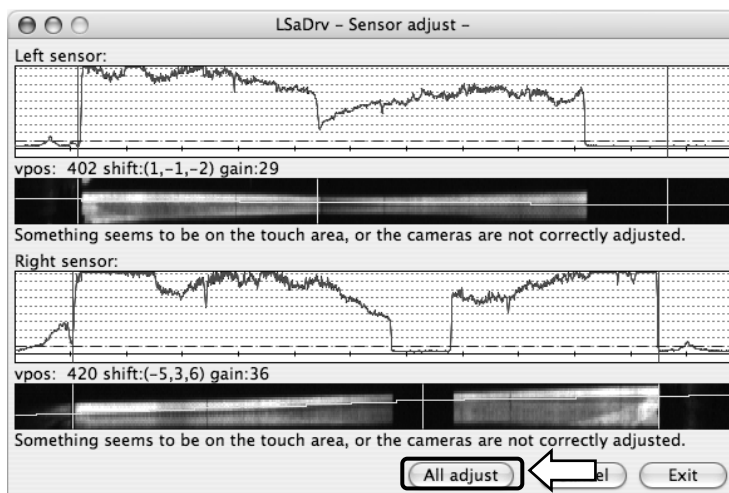 LSaDrv – Sensor adjust –
Left sensor:
vpos: 402 shift:(1,–1,–2) gain:29
Something seems to be on the touch area, or the cameras are not correctly adjusted.
Right sensor:
vpos: 420 shift:(–5,3,6) gain:36
Something seems to be on the touch area, or the cameras are not correctly adjusted.
All adjust el Exit